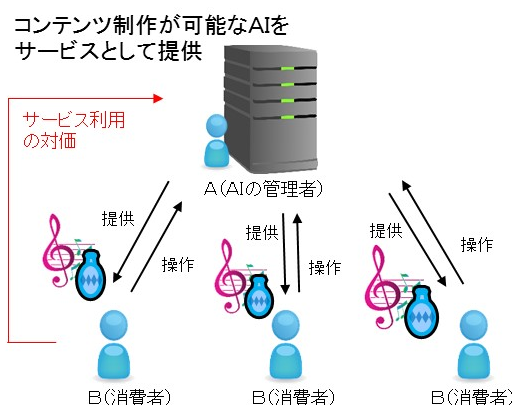 コンテンツ制作が可能なAIを
サービスとして提供
サービス利用
の対価
A(AIの管理者)
提供
操作
提供
操作
提供
操作
B(消費者)
B(消費者)
B(消費者)